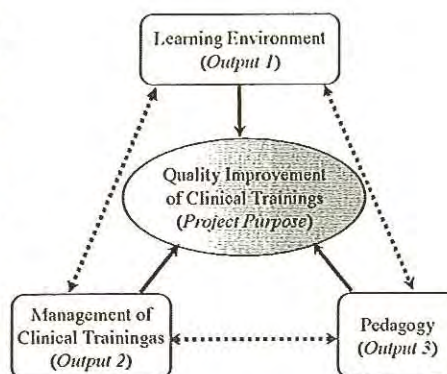 Learning Environment
(Output 1)
Quality Improvement
of Clinical Trainings
(Project Purpose)
Management of
Clinical Trainingas
(Output 2)
Pedagogy
(Output 3)